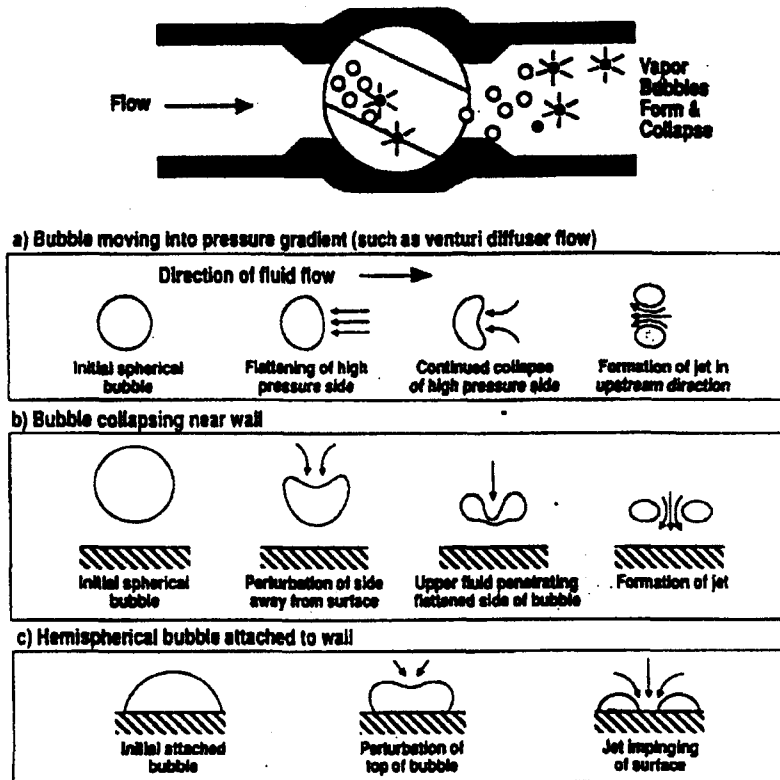 Flow
Vapor
Bubbles
Form &
Collapse
a) Bubble moving into pressure gradient (such as venturi diffuser flow)
Direction of fluid flow
Initial spherical
bubble
Flattening of high
pressure side
Continued collapse
of high pressure side
Formation of jet in
upstream direction
b) Bubble collapsing near wall
Initial spherical
bubble
Perturbation of side
away from surface
Upper fluid penetrating
flattened side of bubble
Formation of jet
c) Hemispherical bubble attached to wall
Initial attached
bubble
Perturbation of
top of bubble
Jet impinging
of surface